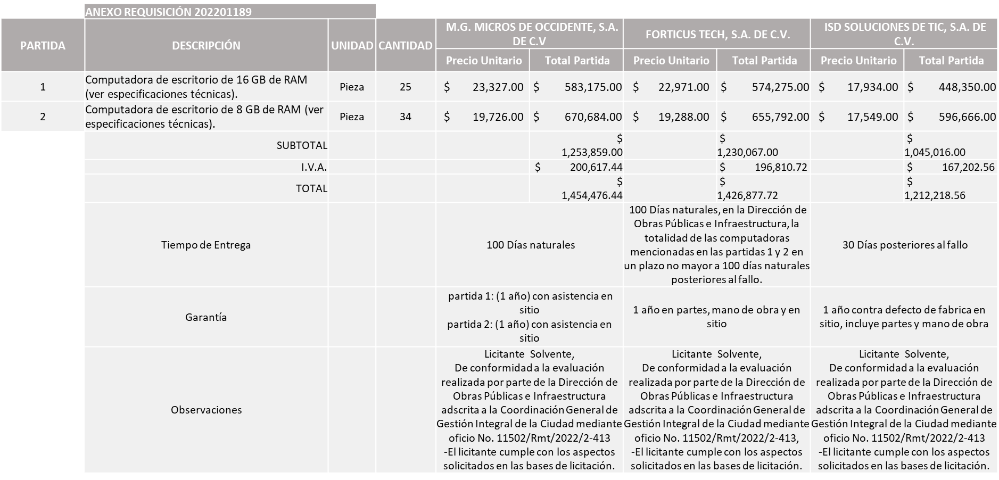 ANEXO REQUISICIÓN 202201189
PARTIDA DESCRIPCIÓN UNIDAD CANTIDAD
M.G. MICROS DE OCCIDENTE, S.A.
DE C.V
FORTICUS TECH, S.A. DE C.V.
ISD SOLUCIONES DE TIC, S.A. DE
C.V.
Precio Unitario Total Partida Precio Unitario Total Partida Precio Unitario Total Partida
1
Computadora de escritorio de 16 GB de RAM
(ver especificaciones técnicas).
Pieza 25 $ 23,327.00 $ 583,175.00 $ 22,971.00 $ 574,275.00 $ 17,934.00 $ 448,350.00
2
Computadora de escritorio de 8 GB de RAM (ver
especificaciones técnicas).
Pieza 34 $ 19,726.00 $ 670,684.00 $ 19,288.00 $ 655,792.00 $ 17,549.00 $ 596,666.00
SUBTOTAL
$
1,253,859.00
$
1,230,067.00
$
1,045,016.00
I.V.A. $ 200,617.44 $ 196,810.72 $ 167,202.56
TOTAL
$
1,454,476.44
$
1,426,877.72
$
1,212,218.56
Tiempo de Entrega
100 Días naturales
100 Días naturales, en la Dirección de
Obras Públicas e Infraestructura, la
totalidad de las computadoras
mencionadas en las partidas 1 y 2 en
un plazo no mayor a 100 días naturales
posteriores al fallo.
30 Días posteriores al fallo
Garantía
partida 1: (1 año) con asistencia en
sitio
partida 2: (1 año) con asistencia en
sitio
1 año en partes, mano de obra y en
sitio
1 año contra defecto de fabrica en
sitio, incluye partes y mano de obra
Observaciones
Licitante Solvente,
De conformidad a la evaluación
realizada por parte de la Dirección de
Obras Públicas e Infraestructura
adscrita a la Coordinación General de
Gestión Integral de la Ciudad mediante
oficio No. 11502/Rmt/2022/2-413
-El licitante cumple con los aspectos
solicitados en las bases de licitación.
Licitante Solvente,
De conformidad a la evaluación
realizada por parte de la Dirección de
Obras Públicas e Infraestructura
adscrita a la Coordinación General de
Gestión Integral de la Ciudad mediante
oficio No. 11502/Rmt/2022/2-413,
-El licitante cumple con los aspectos
solicitados en las bases de licitación.
Licitante Solvente,
De conformidad a la evaluación
realizada por parte de la Dirección de
Obras Públicas e Infraestructura
adscrita a la Coordinación General de
Gestión Integral de la Ciudad mediante
oficio No. 11502/Rmt/2022/2-413
-El licitante cumple con los aspectos
solicitados en las bases de licitación.